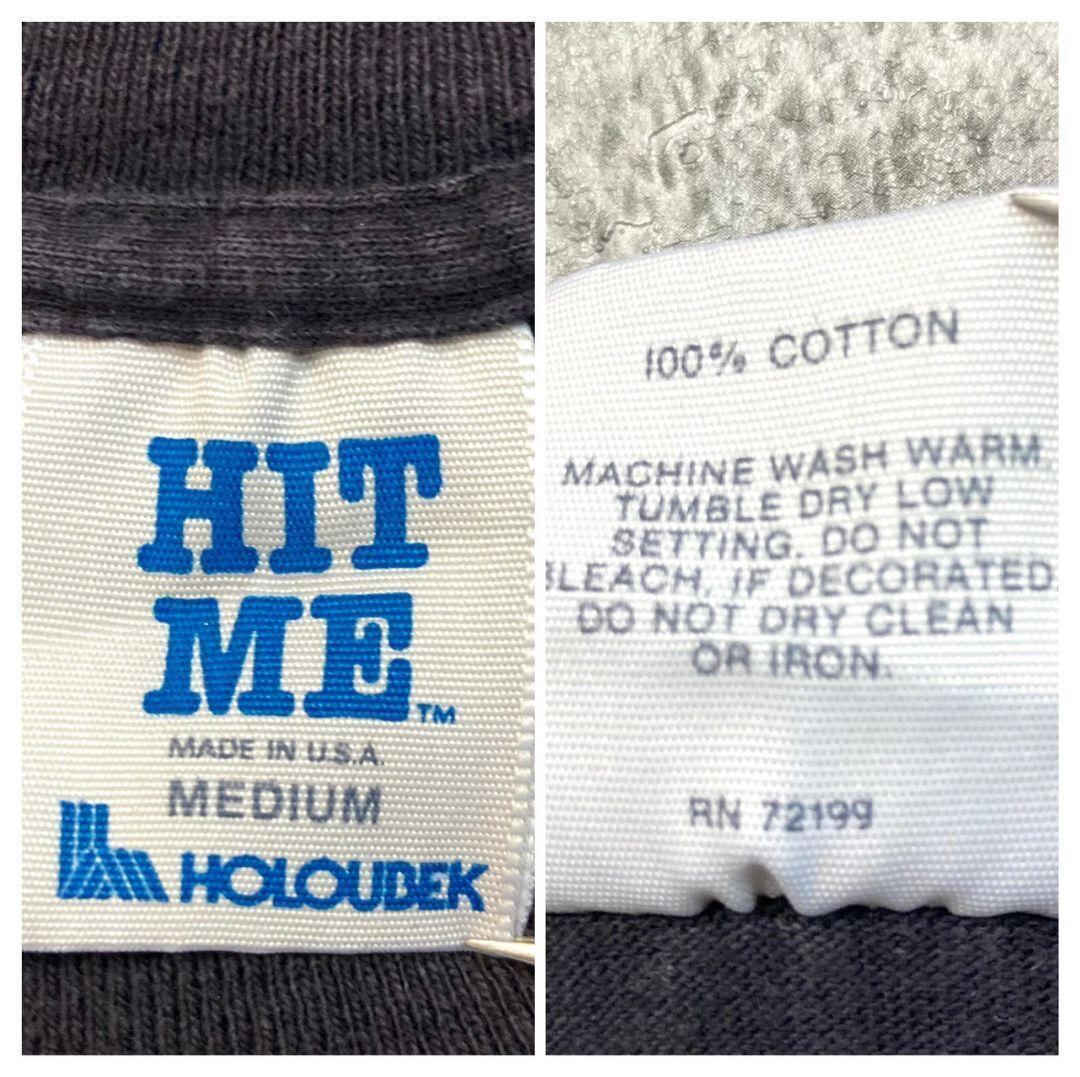 HIT
ME™
MADE IN U.S.A.
MEDIUM
HOLOUBEK
100% COTTON
MACHINE WASH WARM.
TUMBLE DRY LOW
SETTING. DO NOT
BLEACH. IF DECORATED
DO NOT DRY CLEAN
OR IRON.
RN 72199